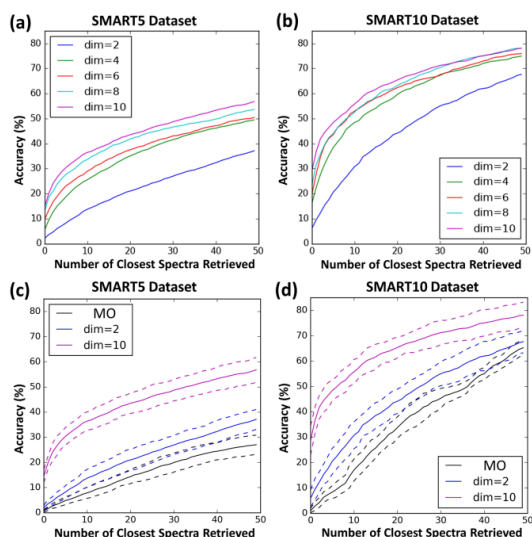 (a) SMART5 Dataset
80
70
60
50
40
30
20
10
0
0 10 20 30 40 50
Accuracy (%)
Number of Closest Spectra Retrieved
dim=2
dim=4
dim=6
dim=8
dim=10
(b) SMART10 Dataset
80
70
60
50
40
30
20
10
0
0 10 20 30 40 50
Accuracy (%)
Number of Closest Spectra Retrieved
dim=2
dim=4
dim=6
dim=8
dim=10
(c) SMART5 Dataset
80
70
60
50
40
30
20
10
0
0 10 20 30 40 50
Accuracy (%)
Number of Closest Spectra Retrieved
MO
dim=2
dim=10
(d) SMART10 Dataset
80
70
60
50
40
30
20
10
0
0 10 20 30 40 50
Accuracy (%)
Number of Closest Spectra Retrieved
MO
dim=2
dim=10